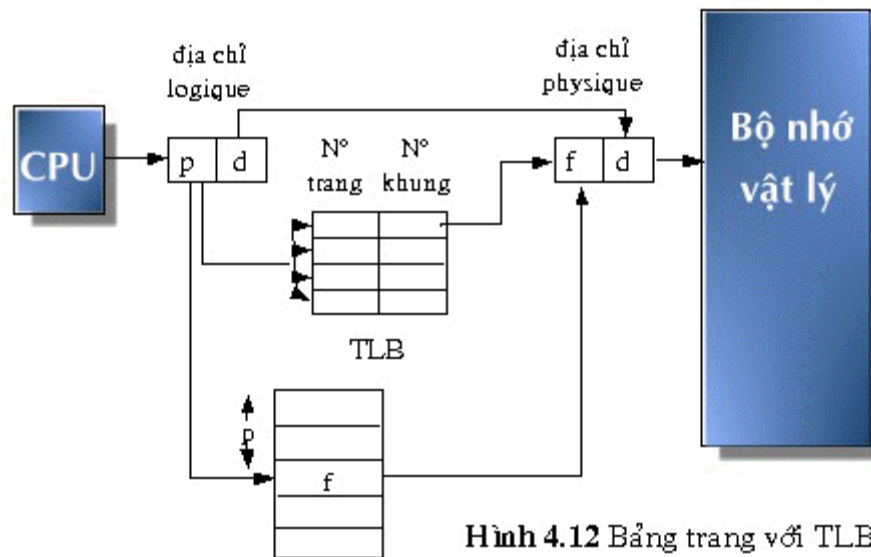 địa chỉ
logique
địa chỉ
physique
Bộ nhớ
vật lý
CPU
p d
N° N°
trang khung
f d
TLB
p
f
Hình 4.12 Bảng trang với TLB